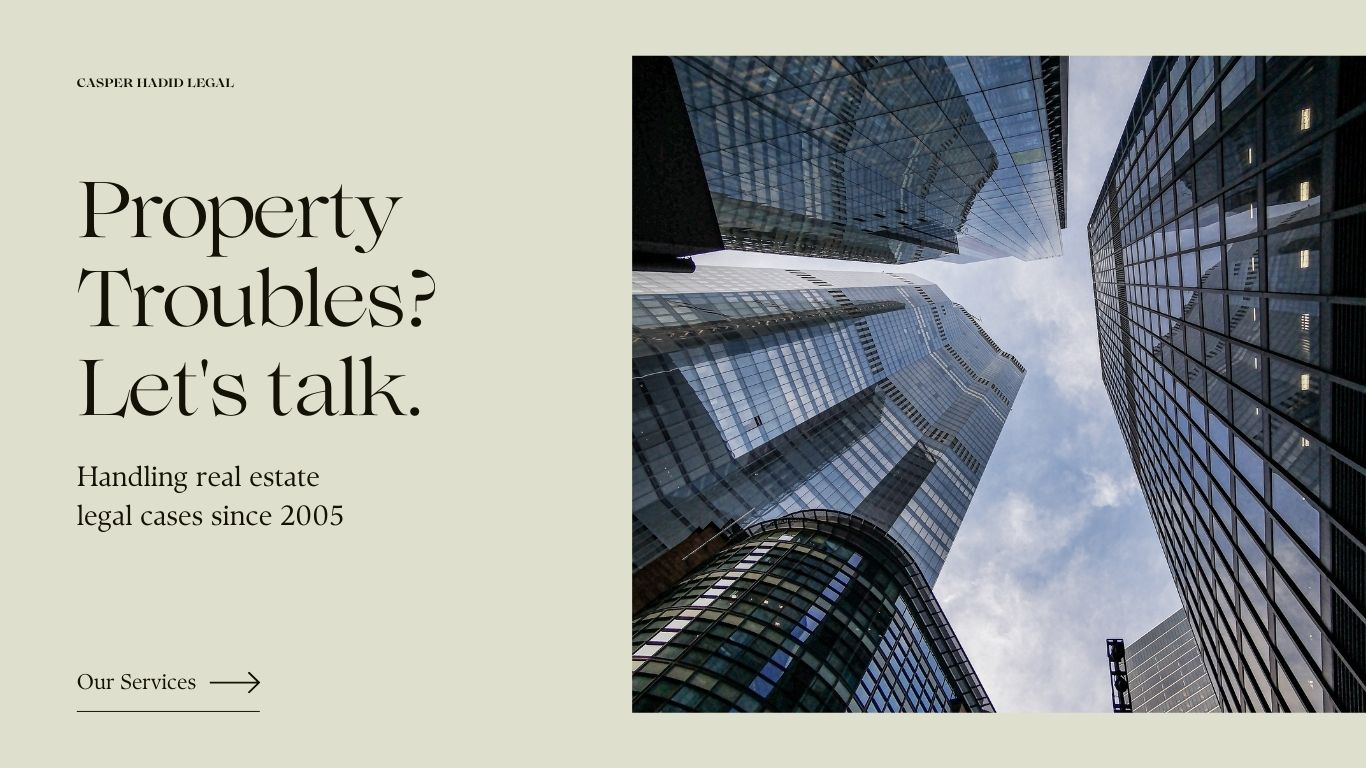 CASPER HADID LEGAL
Property
Troubles?
Let's talk.
Handling real estate
legal cases since 2005
Our Services